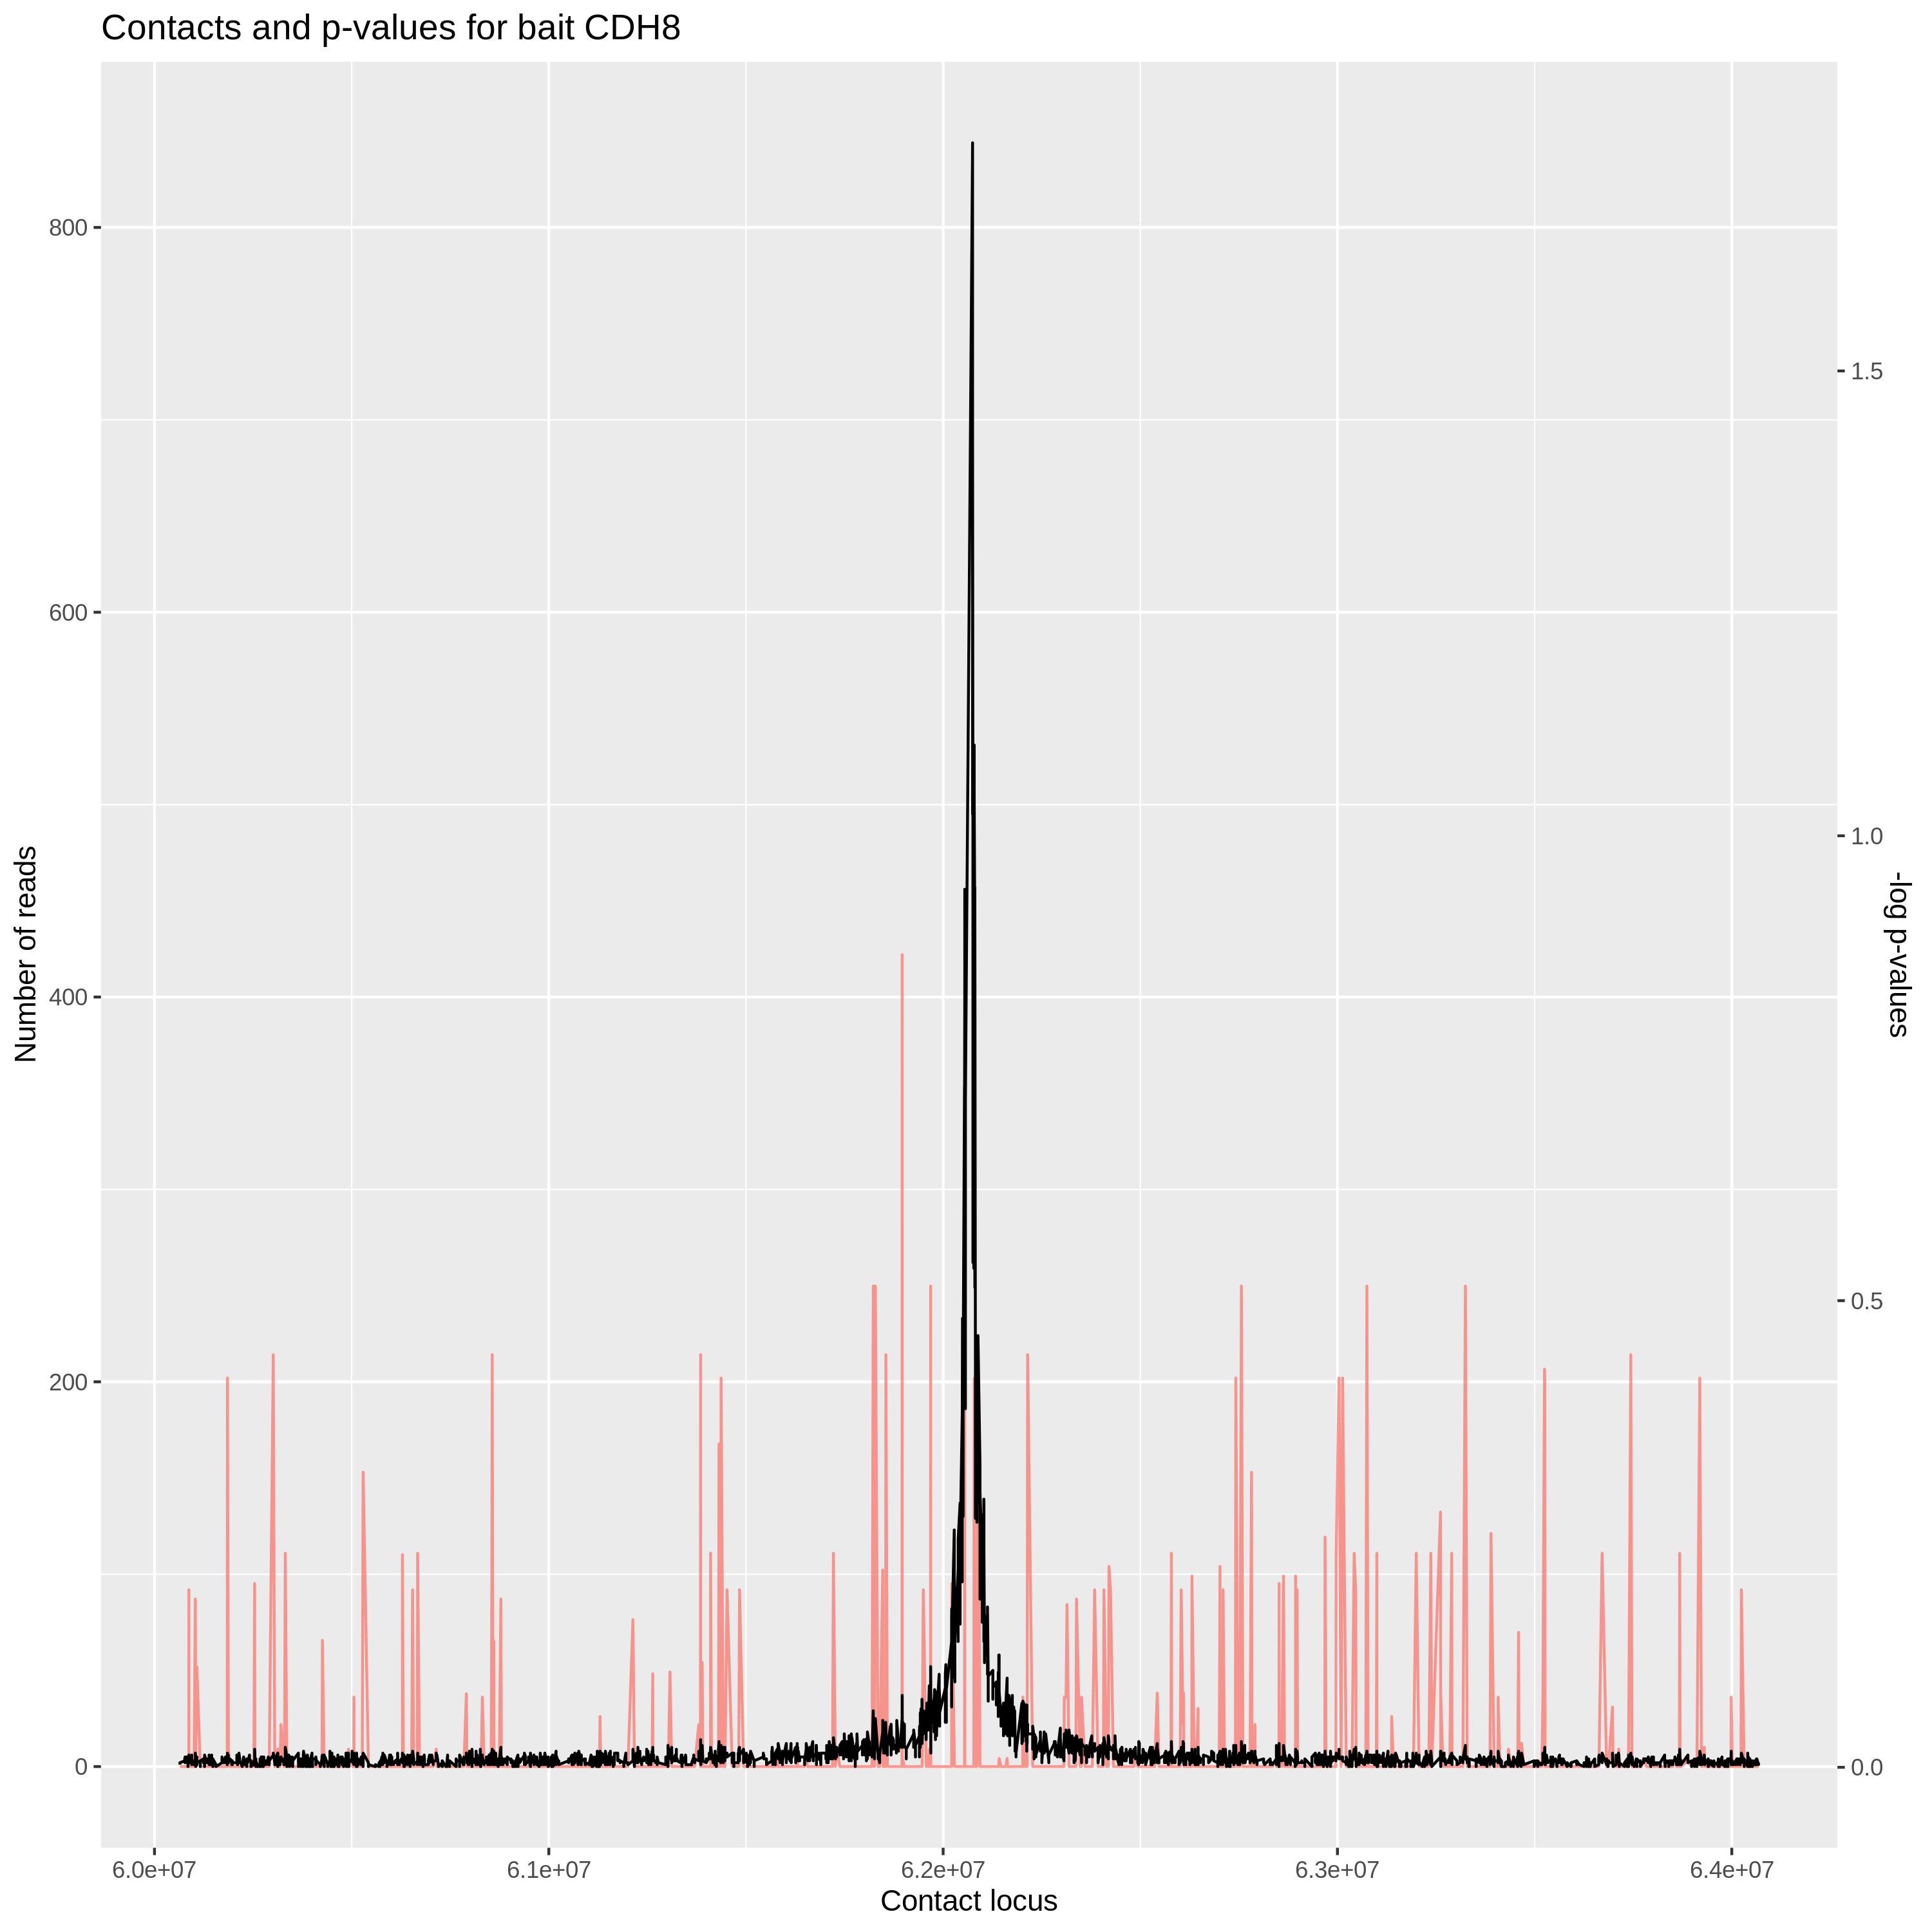 Contacts and p-values for bait CDH8
800
600
400
200
0
Number of reads
1.5
1.0
0.5
0.0
-log p-values
6.0e+07 6.1e+07 6.2e+07 6.3e+07 6.4e+07
Contact locus